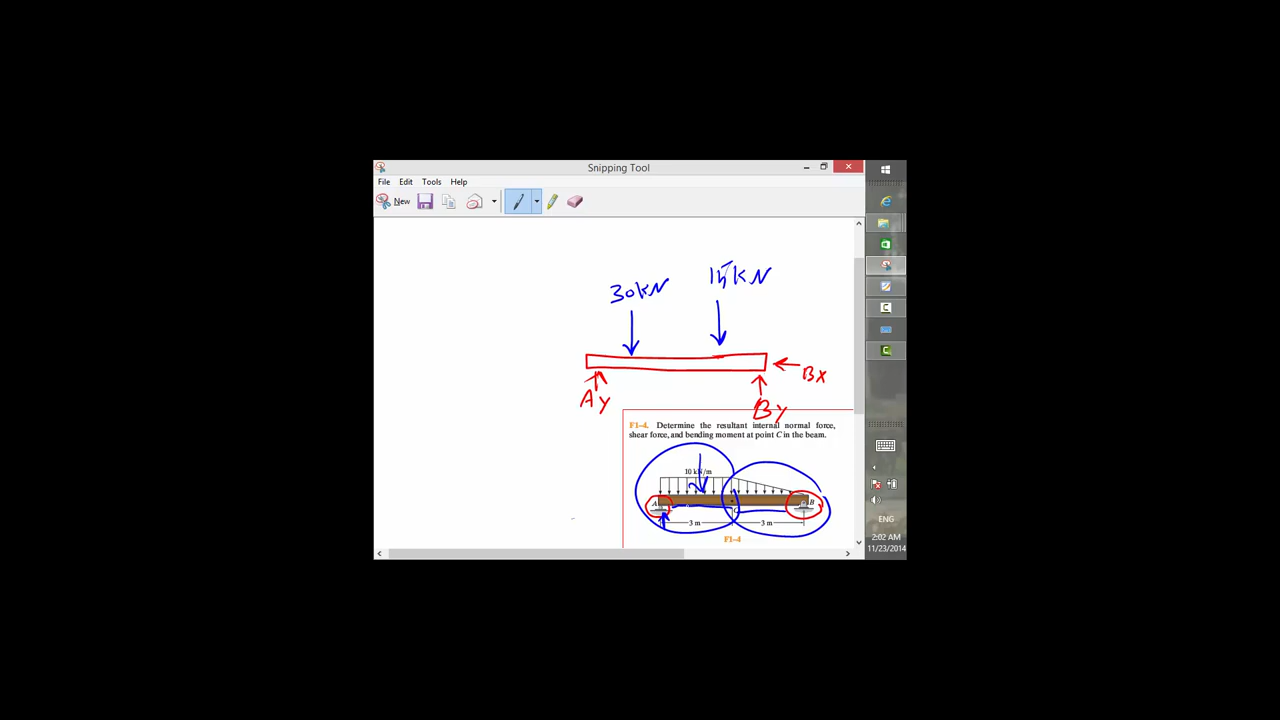 Snipping Tool
File Edit Tools Help
New
30kN
15kN
Bx
Ay
By
F1–4. Determine the resultant internal normal force,
shear force, and bending moment at point C in the beam.
10 kN/m
A
B
C
3 m
3 m
F1–4
ENG
2:02 AM
11/23/2014